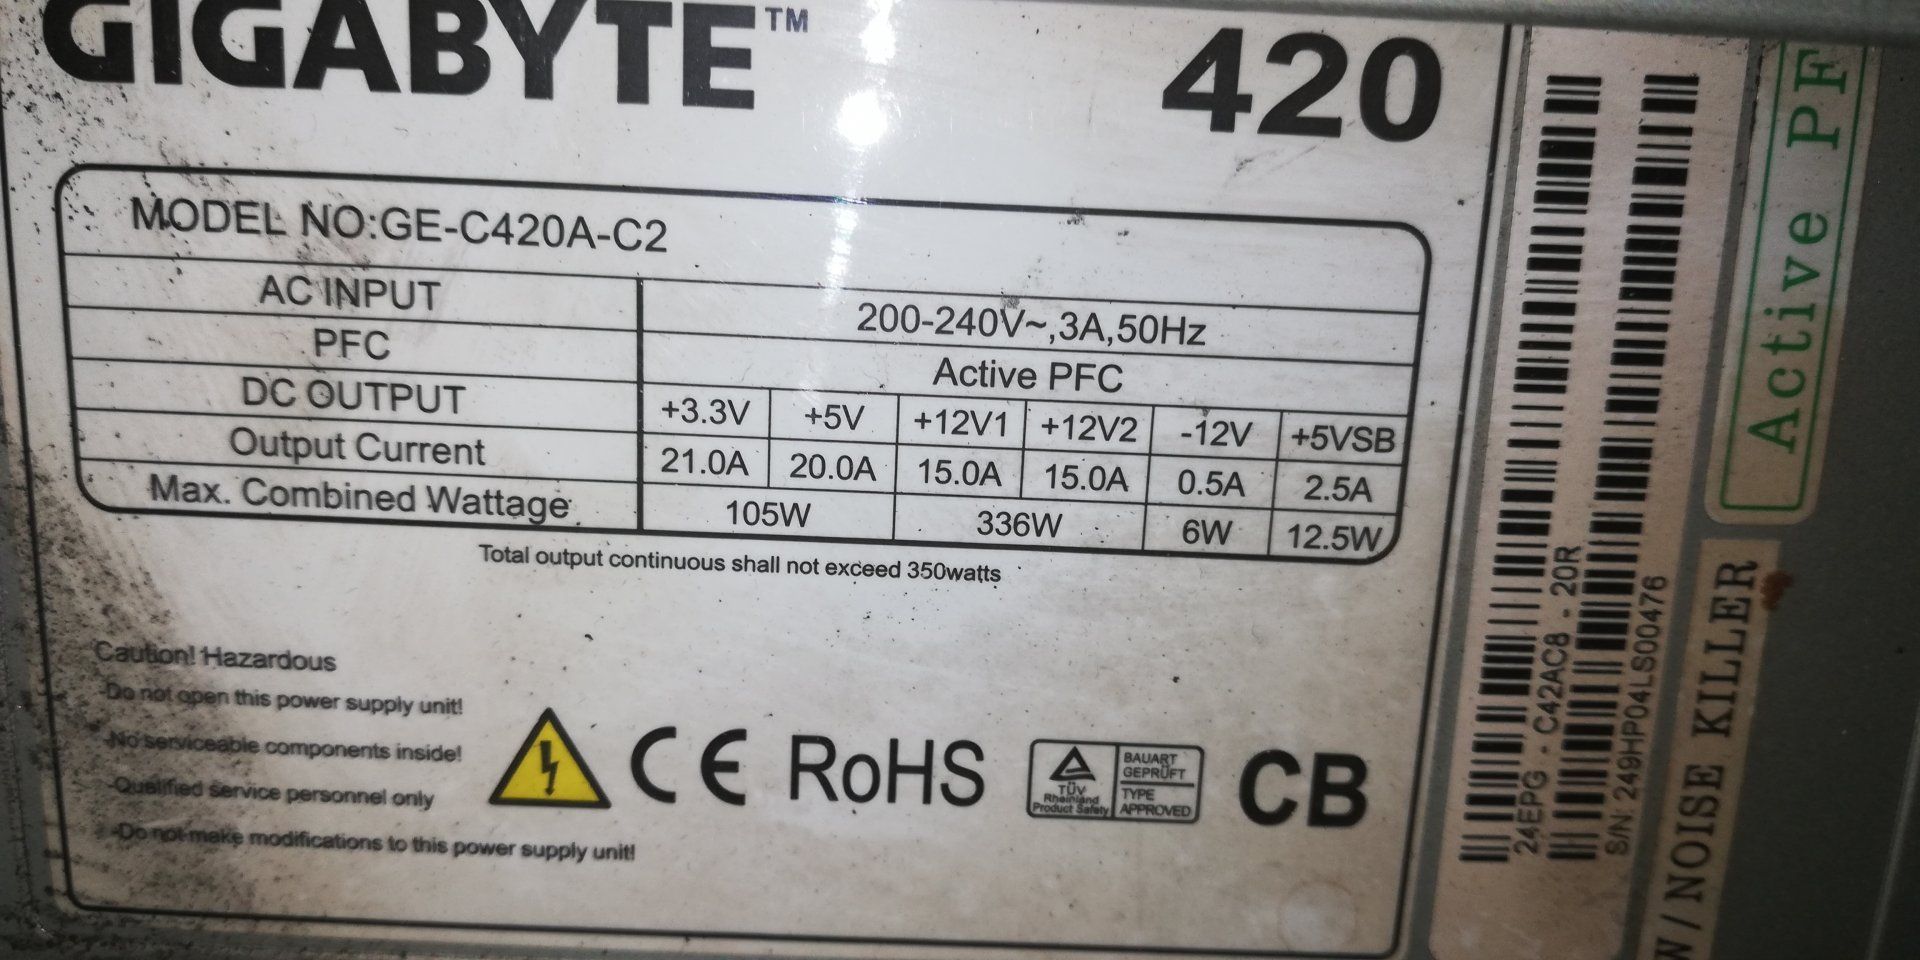 GIGABYTE™ 420
MODEL NO:GE-C420A-C2
AC INPUT 200-240V~,3A,50Hz
PFC Active PFC
DC OUTPUT +3.3V +5V +12V1 +12V2 -12V +5VSB
Output Current 21.0A 20.0A 15.0A 15.0A 0.5A 2.5A
Max. Combined Wattage 105W 336W 6W 12.5W
Total output continuous shall not exceed 350watts
Caution! Hazardous
-Do not open this power supply unit!
-No serviceable components inside!
-Qualified service personnel only
-Do not make modifications to this power supply unit!
CE RoHS
TÜV
Rheinland
Product Safety
BAUART
GEPRÜFT
TYPE
APPROVED
CB
24EPG - C42AC8 - 20R
S/N: 249HP04LS00476
Active PF
W / NOISE KILLER